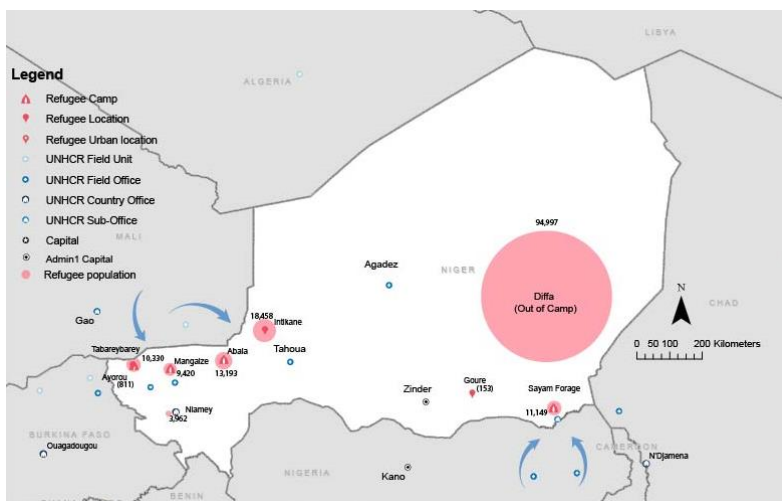 LIBYA
Legend
ALGERIA
Refugee Camp
Refugee Location
Refugee Urban location
UNHCR Field Unit
UNHCR Field Office
UNHCR Country Office
UNHCR Sub-Office
Capital
Admin1 Capital
Refugee population
MALI
94,997
Agadez
NIGER
Diffa
(Out of Camp)
CHAD
N
Gao
18,458
Intikane
Tabareybarey
10,330
Abala
Tahoua
0 50 100 200 Kilometers
Mangaize
9,420
13,193
Ayorou
(811)
Zinder
Goure
(153)
Sayam Forage
11,149
Niamey
3,962
BURKINA FASO
Ouagadougou
CAMEROON
N'Djamena
NIGERIA
Kano
BENIN